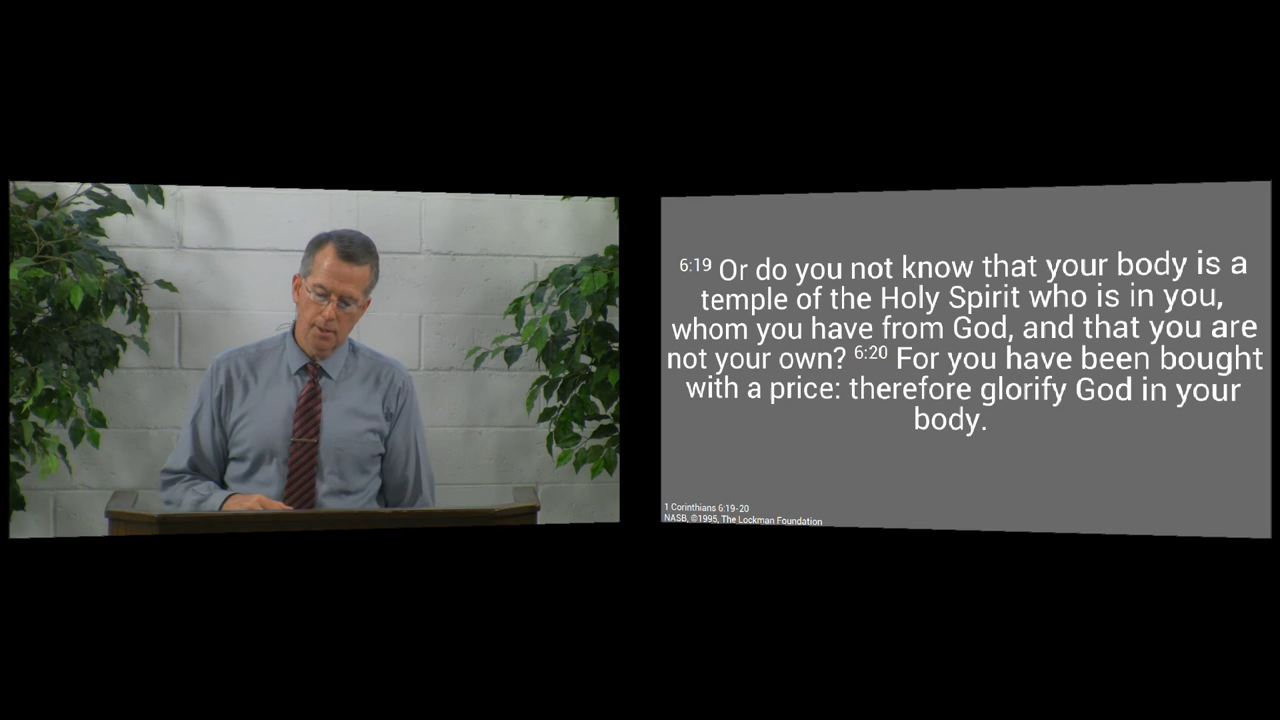 6:19 Or do you not know that your body is a
temple of the Holy Spirit who is in you,
whom you have from God, and that you are
not your own? 6:20 For you have been bought
with a price: therefore glorify God in your
body.
1 Corinthians 6:19-20
NASB, ©1995, The Lockman Foundation